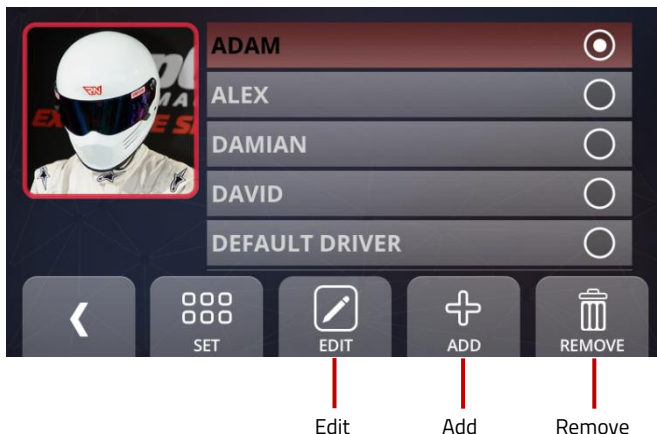 ADAM
ALEX
DAMIAN
DAVID
DEFAULT DRIVER
SET
EDIT
ADD
REMOVE
Edit
Add
Remove